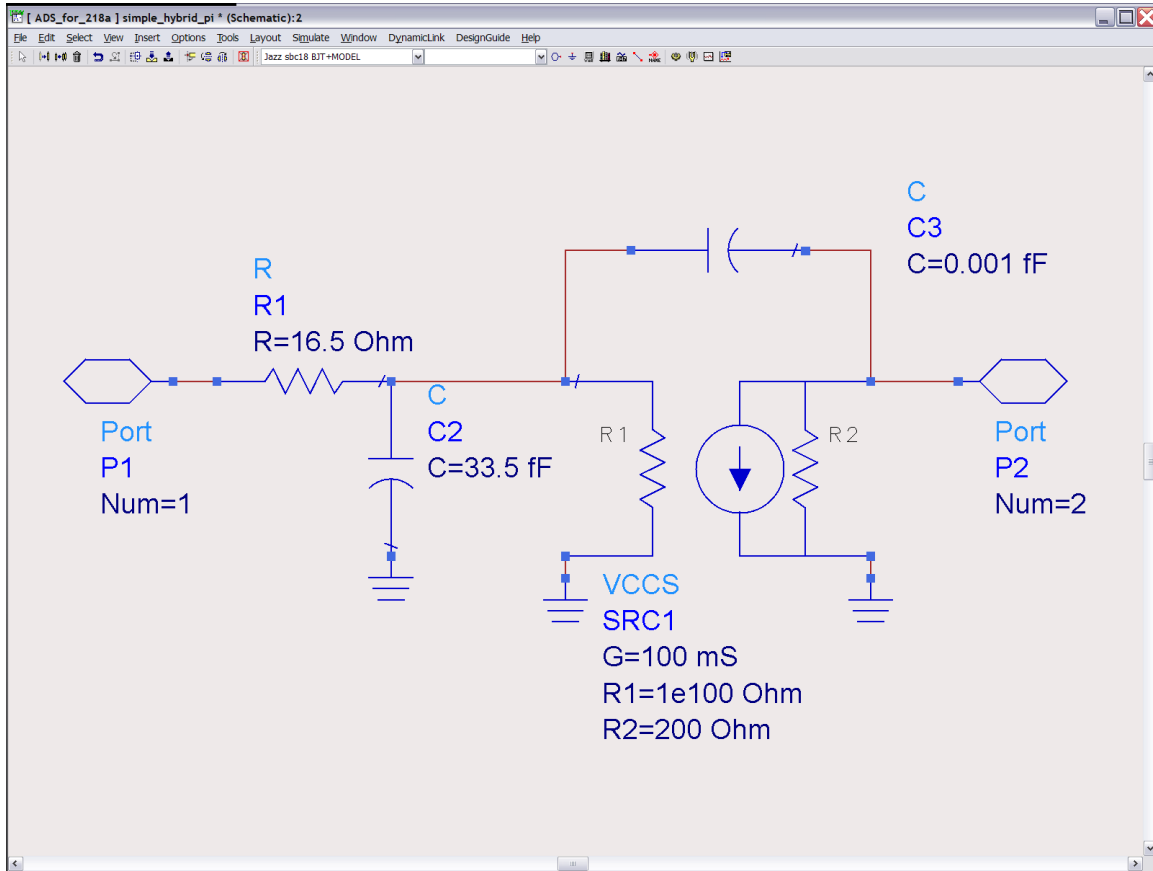 [ ADS_for_218a ] simple_hybrid_pi * (Schematic):2
File Edit Select View Insert Options Tools Layout Simulate Window DynamicLink DesignGuide Help
Jazz sbc18 BJT+MODEL
C
C3
C=0.001 fF
R
R1
R=16.5 Ohm
C
C2
C=33.5 fF
R1
R2
Port
P1
Num=1
Port
P2
Num=2
VCCS
SRC1
G=100 mS
R1=1e100 Ohm
R2=200 Ohm